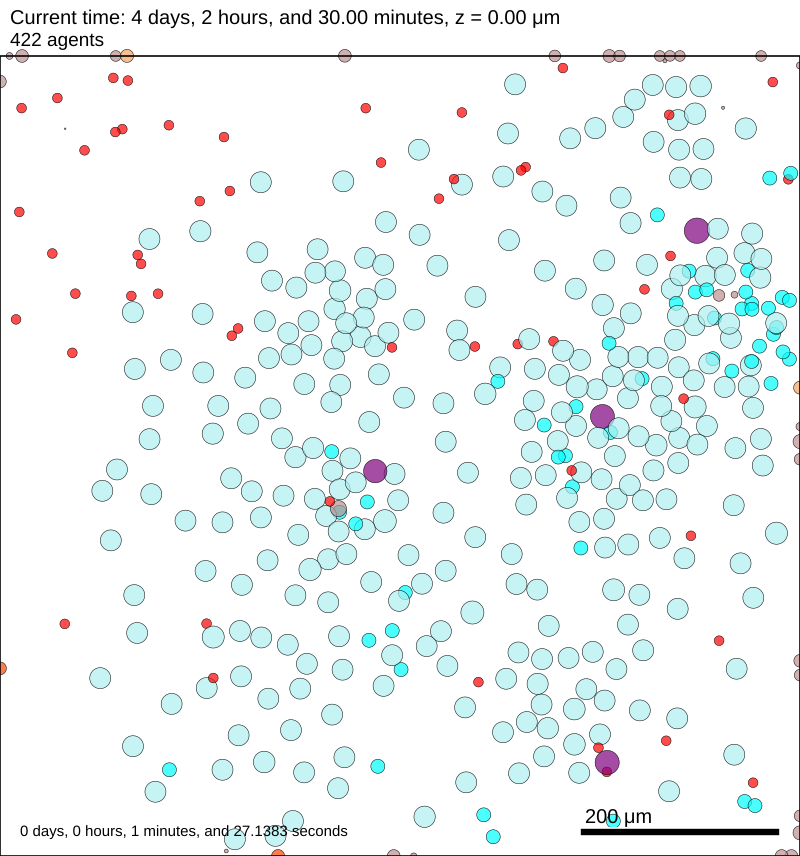 Current time: 4 days, 2 hours, and 30.00 minutes, z = 0.00 μm
422 agents
200 μm
0 days, 0 hours, 1 minutes, and 27.1383 seconds